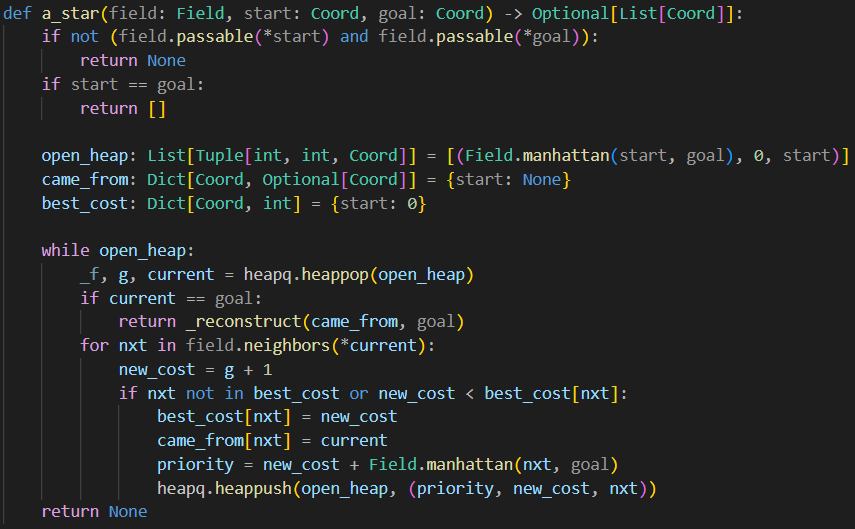 def a_star(field: Field, start: Coord, goal: Coord) -> Optional[List[Coord]]:
    if not (field.passable(*start) and field.passable(*goal)):
        return None
    if start == goal:
        return []

    open_heap: List[Tuple[int, int, Coord]] = [(Field.manhattan(start, goal), 0, start)]
    came_from: Dict[Coord, Optional[Coord]] = {start: None}
    best_cost: Dict[Coord, int] = {start: 0}

    while open_heap:
        _f, g, current = heapq.heappop(open_heap)
        if current == goal:
            return _reconstruct(came_from, goal)
        for nxt in field.neighbors(*current):
            new_cost = g + 1
            if nxt not in best_cost or new_cost < best_cost[nxt]:
                best_cost[nxt] = new_cost
                came_from[nxt] = current
                priority = new_cost + Field.manhattan(nxt, goal)
                heapq.heappush(open_heap, (priority, new_cost, nxt))
    return None